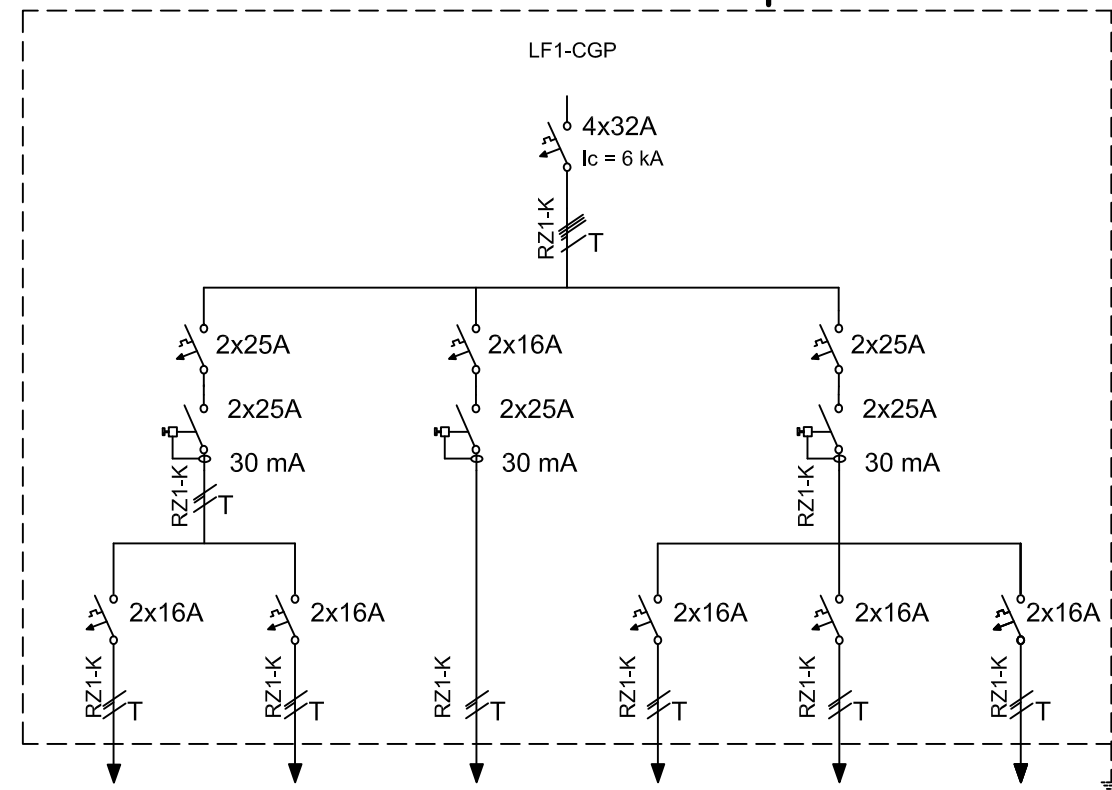 LF1-CGP
4x32A
Ic = 6 kA
RZ1-K
T
2x25A
2x16A
2x25A
2x25A
2x25A
2x25A
30 mA
30 mA
30 mA
RZ1-K
T
RZ1-K
2x16A
2x16A
2x16A
2x16A
2x16A
RZ1-K
T
RZ1-K
T
RZ1-K
T
RZ1-K
T
RZ1-K
T
RZ1-K
T